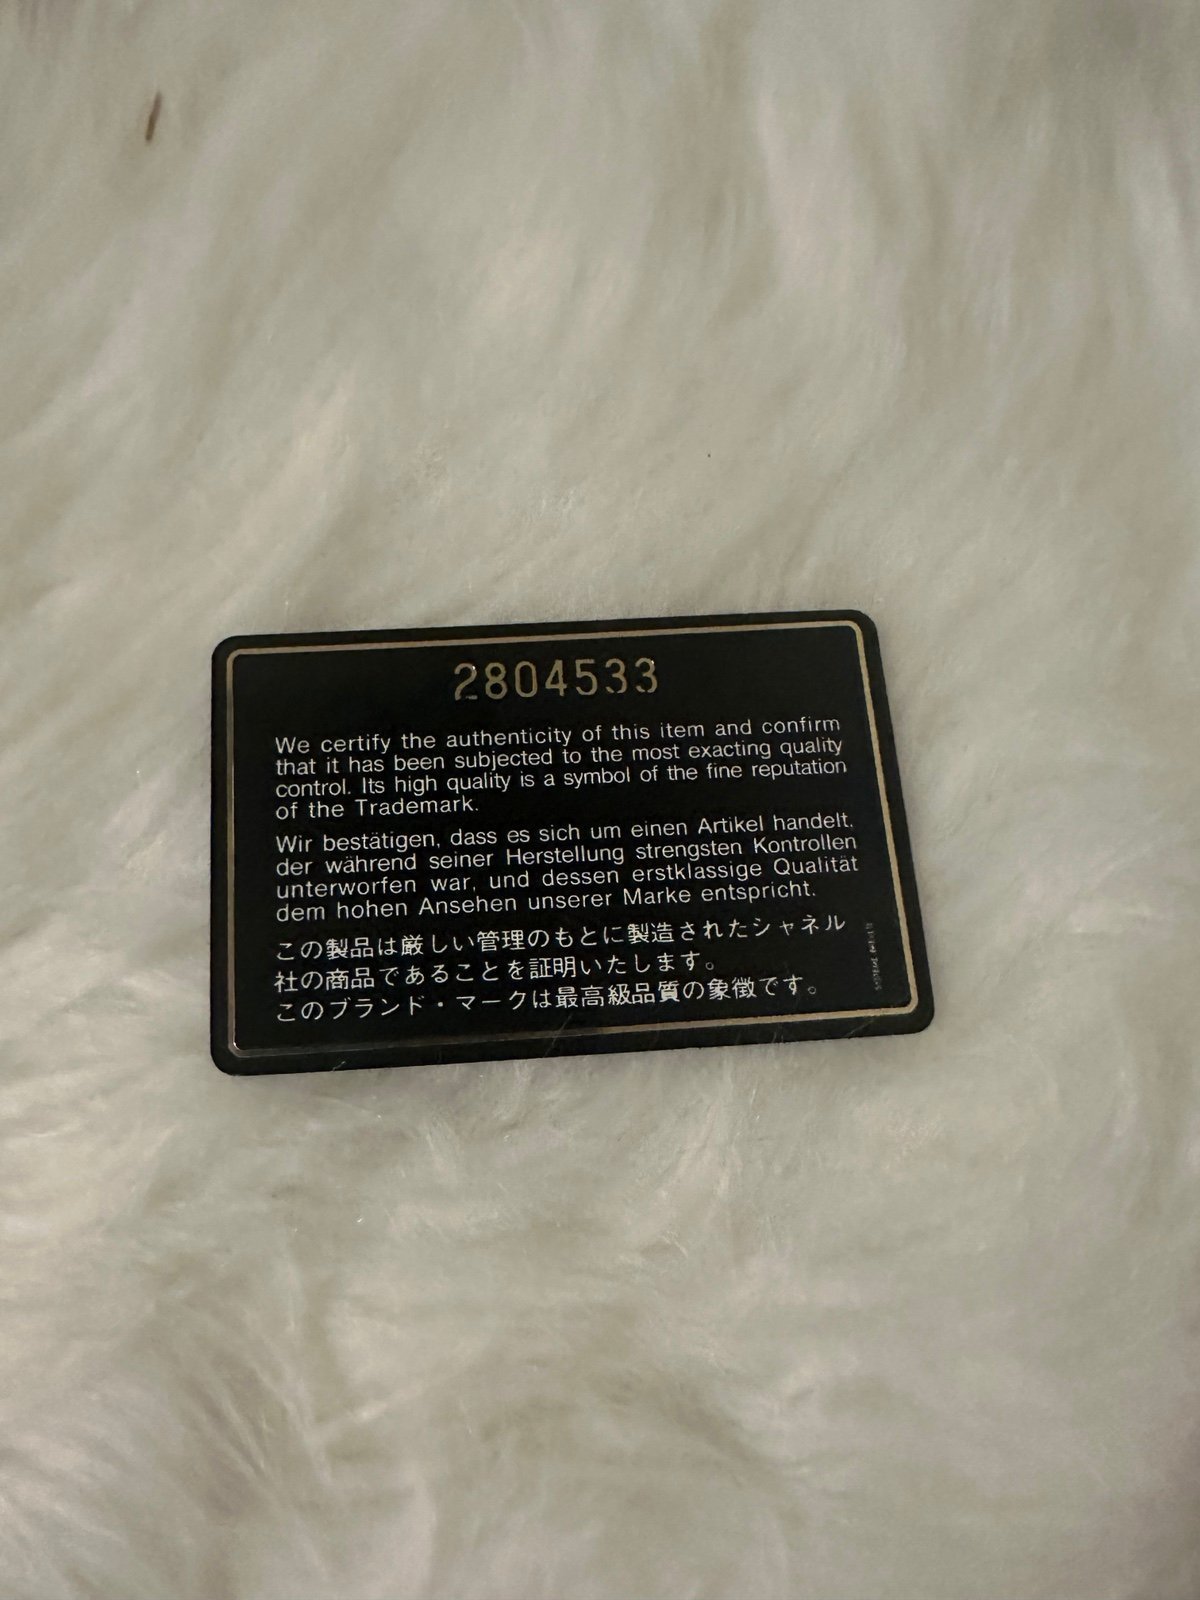 2804533
We certify the authenticity of this item and confirm
that it has been subjected to the most exacting quality
control. Its high quality is a symbol of the fine reputation
of the Trademark.
Wir bestätigen, dass es sich um einen Artikel handelt,
der während seiner Herstellung strengsten Kontrollen
unterworfen war, und dessen erstklassige Qualität
dem hohen Ansehen unserer Marke entspricht.
この製品は厳しい管理のもとに製造されたシャネル
社の商品であることを証明いたします。
このブランド・マークは最高級品質の象徴です。